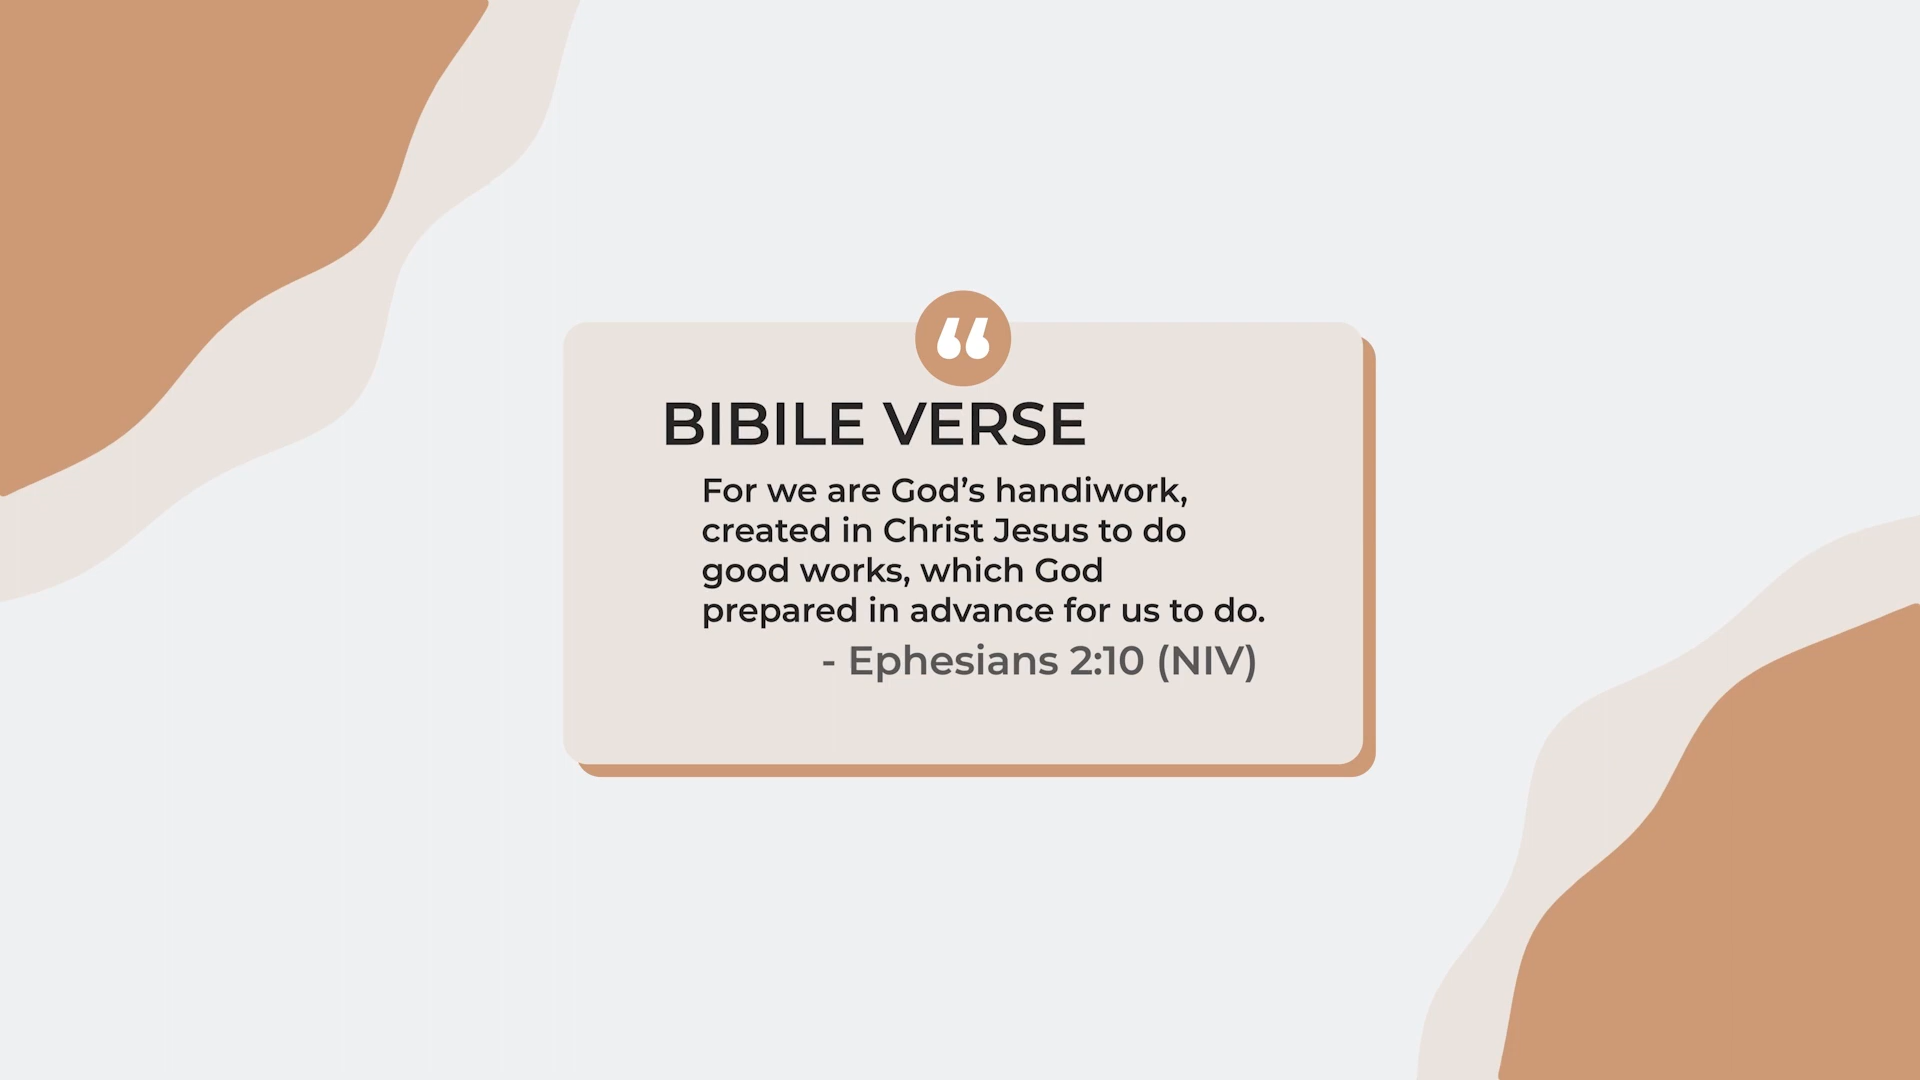 BIBILE VERSE
For we are God’s handiwork,
created in Christ Jesus to do
good works, which God
prepared in advance for us to do.
- Ephesians 2:10 (NIV)